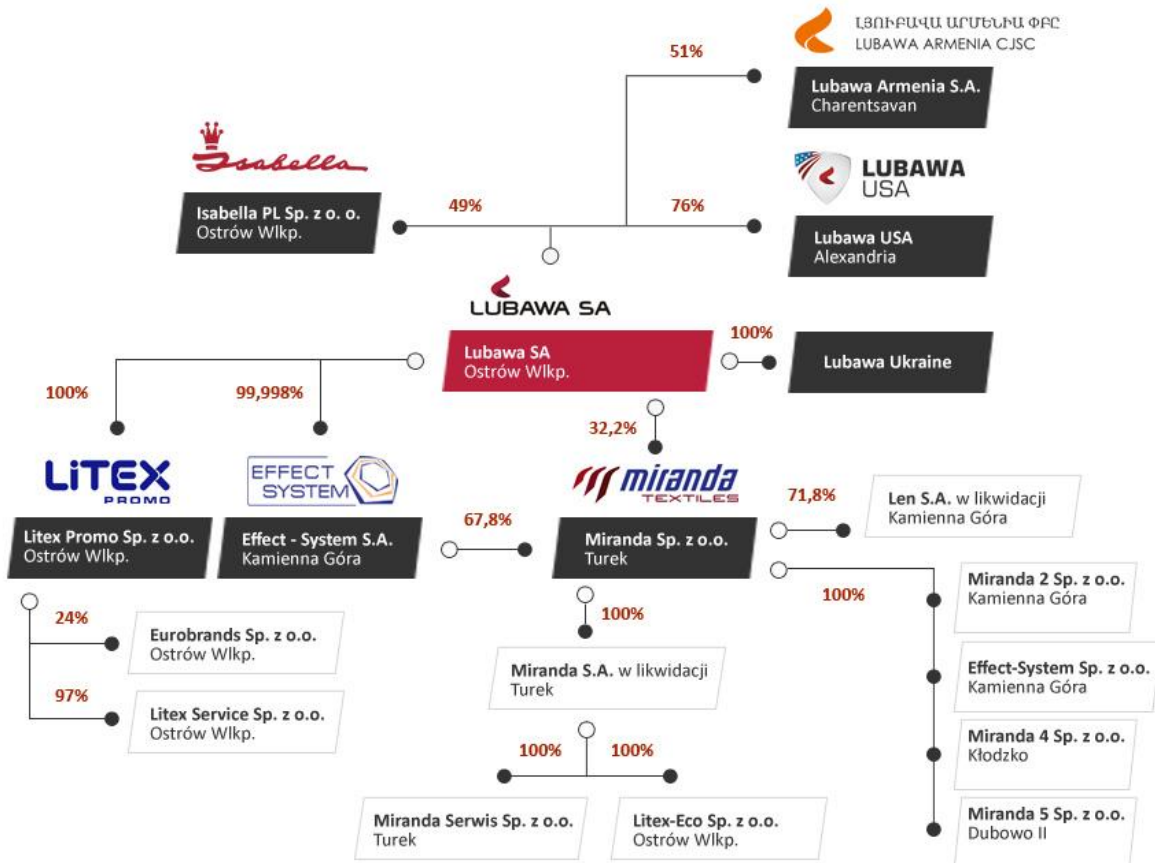 ԼՅՈՒԲԱՎԱ ԱՐՄԵՆԻԱ ՓԲԸ
LUBAWA ARMENIA CJSC
51%
Lubawa Armenia S.A.
Charentsavan
Isabella
LUBAWA
USA
Isabella PL Sp. z o. o.
Ostrów Wlkp.
49%
76%
Lubawa USA
Alexandria
LUBAWA SA
Lubawa SA
Ostrów Wlkp.
100%
Lubawa Ukraine
100%
99,998%
32,2%
LiTEX
PROMO
EFFECT
SYSTEM
miranda
TEXTILES
71,8%
Len S.A. w likwidacji
Kamienna Góra
Litex Promo Sp. z o.o.
Ostrów Wlkp.
Effect - System S.A.
Kamienna Góra
67,8%
Miranda Sp. z o.o.
Turek
100%
Miranda 2 Sp. z o.o.
Kamienna Góra
24%
Eurobrands Sp. z o.o.
Ostrów Wlkp.
100%
Miranda S.A. w likwidacji
Turek
Effect-System Sp. z o.o.
Kamienna Góra
97%
Litex Service Sp. z o.o.
Ostrów Wlkp.
Miranda 4 Sp. z o.o.
Kłodzko
100%
100%
Miranda Serwis Sp. z o.o.
Turek
Litex-Eco Sp. z o.o.
Ostrów Wlkp.
Miranda 5 Sp. z o.o.
Dubowo II